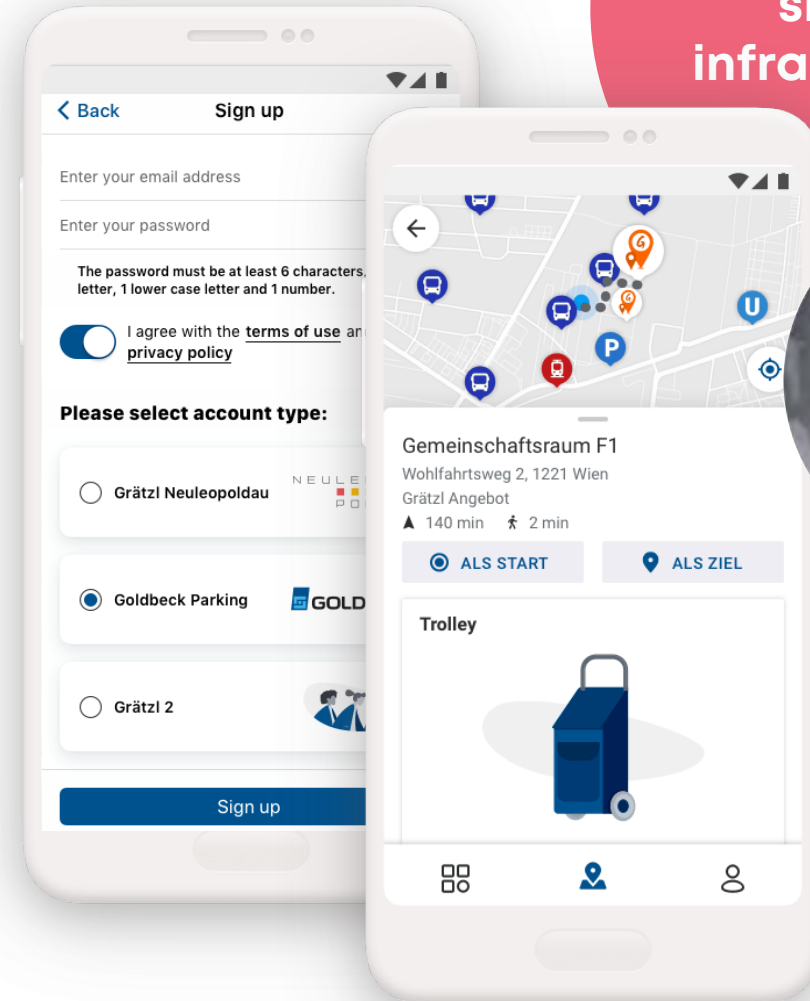 infra
Back
Sign up
Enter your email address
Enter your password
The password must be at least 6 characters,
letter, 1 lower case letter and 1 number.
I agree with the terms of use an
privacy policy
Please select account type:
Grätzl Neuleopoldau
NEULE
PO
Goldbeck Parking
GOLD
Grätzl 2
Sign up
U
P
Gemeinschaftsraum F1
Wohlfahrtsweg 2, 1221 Wien
Grätzl Angebot
140 min 2 min
ALS START
ALS ZIEL
Trolley